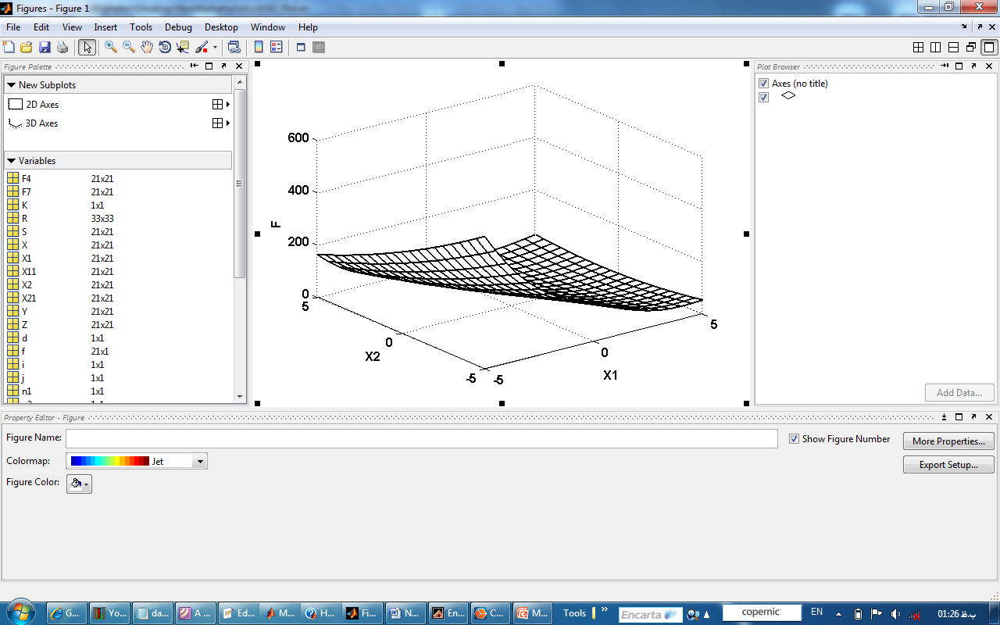 Figures - Figure 1
File Edit View Insert Tools Debug Desktop Window Help
Figure Palette
New Subplots
2D Axes
3D Axes
Variables
F4 21x21
F7 21x21
K 1x1
R 33x33
S 21x21
X 21x21
X1 21x21
X11 21x21
X2 21x21
X21 21x21
Y 21x21
Z 21x21
d 1x1
f 21x1
i 1x1
j 1x1
n1 1x1
600
400
200
0
F
5
0
-5
X2
-5
0
5
X1
Plot Browser
Axes (no title)
Add Data...
Property Editor - Figure
Figure Name:
Show Figure Number
More Properties...
Colormap:
Jet
Export Setup...
Figure Color:
G... Yo... da... A ... Ed... M... H... Fi... N... En... C... M... Tools » Encarta copernic EN 01:26 ب.ظ